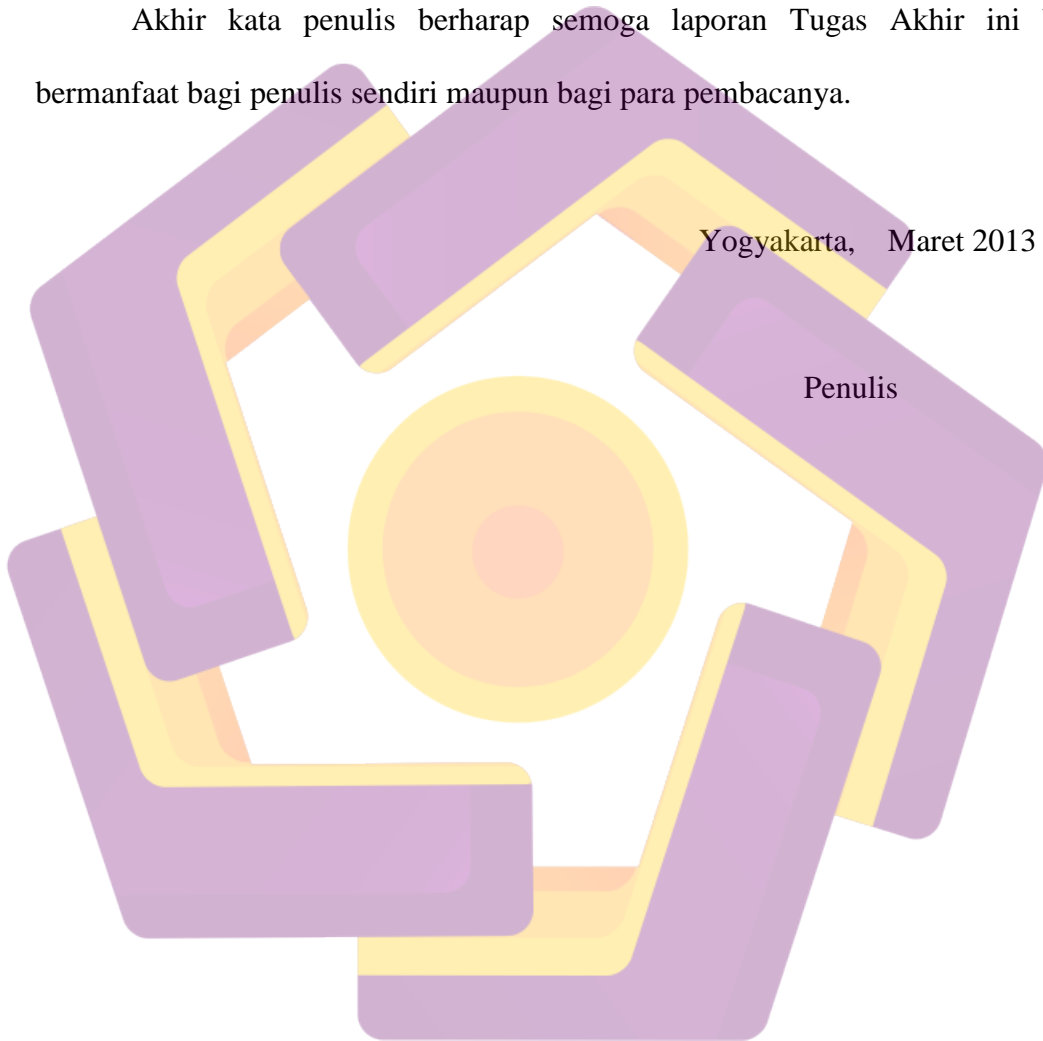 Akhir kata penulis berharap semoga laporan Tugas Akhir ini
bermanfaat bagi penulis sendiri maupun bagi para pembacanya.
Yogyakarta, Maret 2013
Penulis